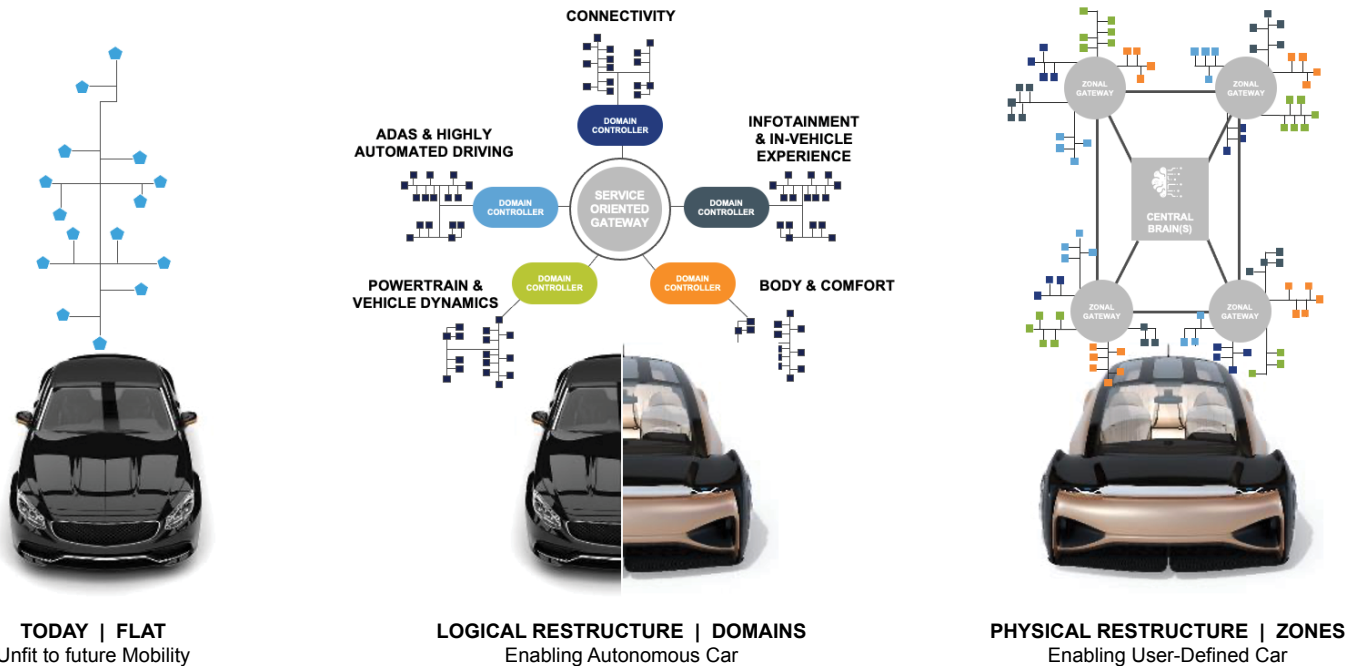 CONNECTIVITY
DOMAIN
CONTROLLER
ADAS & HIGHLY
AUTOMATED DRIVING
INFOTAINMENT
& IN-VEHICLE
EXPERIENCE
DOMAIN
CONTROLLER
SERVICE
ORIENTED
GATEWAY
DOMAIN
CONTROLLER
POWERTRAIN &
VEHICLE DYNAMICS
DOMAIN
CONTROLLER
DOMAIN
CONTROLLER
BODY & COMFORT
ZONAL
GATEWAY
ZONAL
GATEWAY
CENTRAL
BRAIN(S)
ZONAL
GATEWAY
ZONAL
GATEWAY
TODAY | FLAT
Unfit to future Mobility
LOGICAL RESTRUCTURE | DOMAINS
Enabling Autonomous Car
PHYSICAL RESTRUCTURE | ZONES
Enabling User-Defined Car